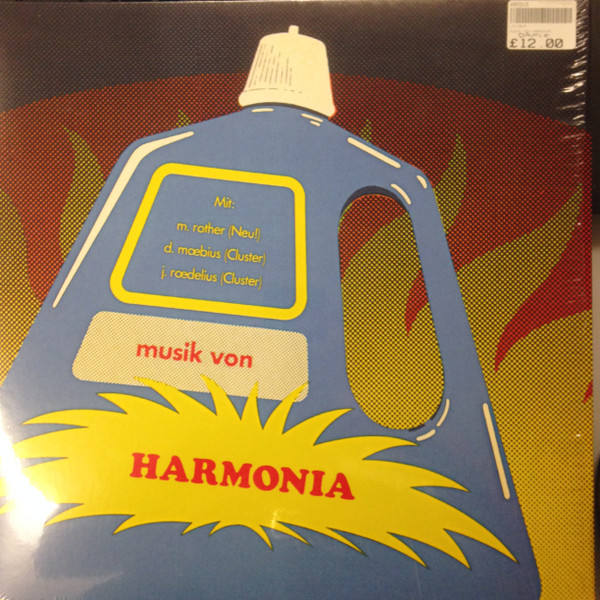 £12.00
Mit:
m. rother (Neu!)
d. mœbius (Cluster)
j. rœdelius (Cluster)
musik von
HARMONIA